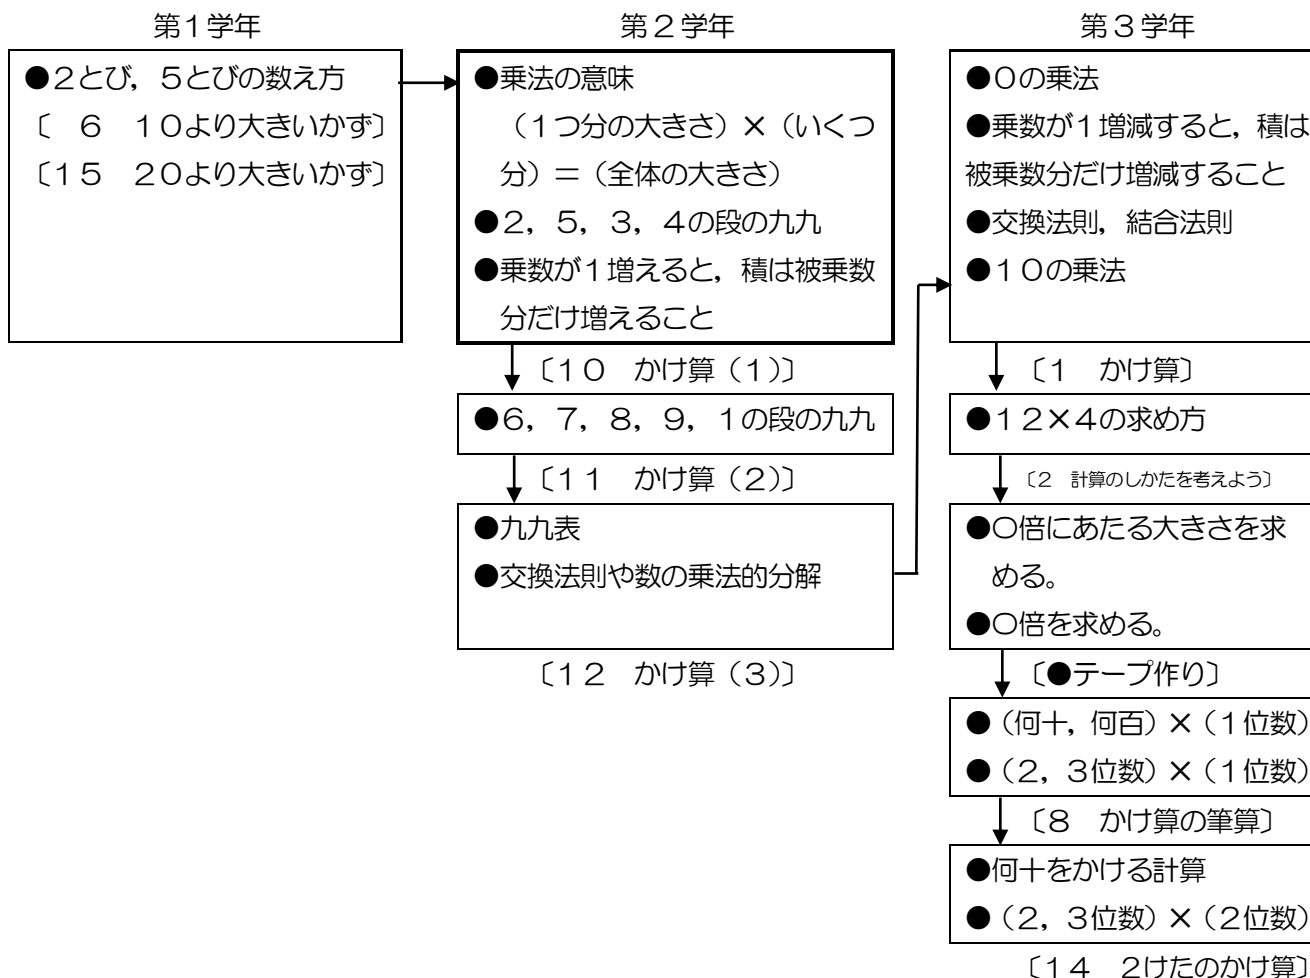 第１学年
●２とび，５とびの数え方
〔　６　１０より大きいかず〕
〔１５　２０より大きいかず〕
第２学年
●乗法の意味
（１つ分の大きさ）×（いくつ
分）＝（全体の大きさ）
●２，５，３，４の段の九九
●乗数が１増えると，積は被乗数
分だけ増えること
〔１０　かけ算（１）〕
●６，７，８，９，１の段の九九
〔１１　かけ算（２）〕
●九九表
●交換法則や数の乗法的分解
〔１２　かけ算（３）〕
第３学年
●０の乗法
●乗数が１増減すると，積は
被乗数分だけ増減すること
●交換法則，結合法則
●１０の乗法
〔１　かけ算〕
●１２×４の求め方
〔２　計算のしかたを考えよう〕
●〇倍にあたる大きさを求
める。
●〇倍を求める。
〔●テープ作り〕
●（何十，何百）×（１位数）
●（２，３位数）×（１位数）
〔８　かけ算の筆算〕
●何十をかける計算
●（２，３位数）×（２位数）
〔１４　２けたのかけ算〕